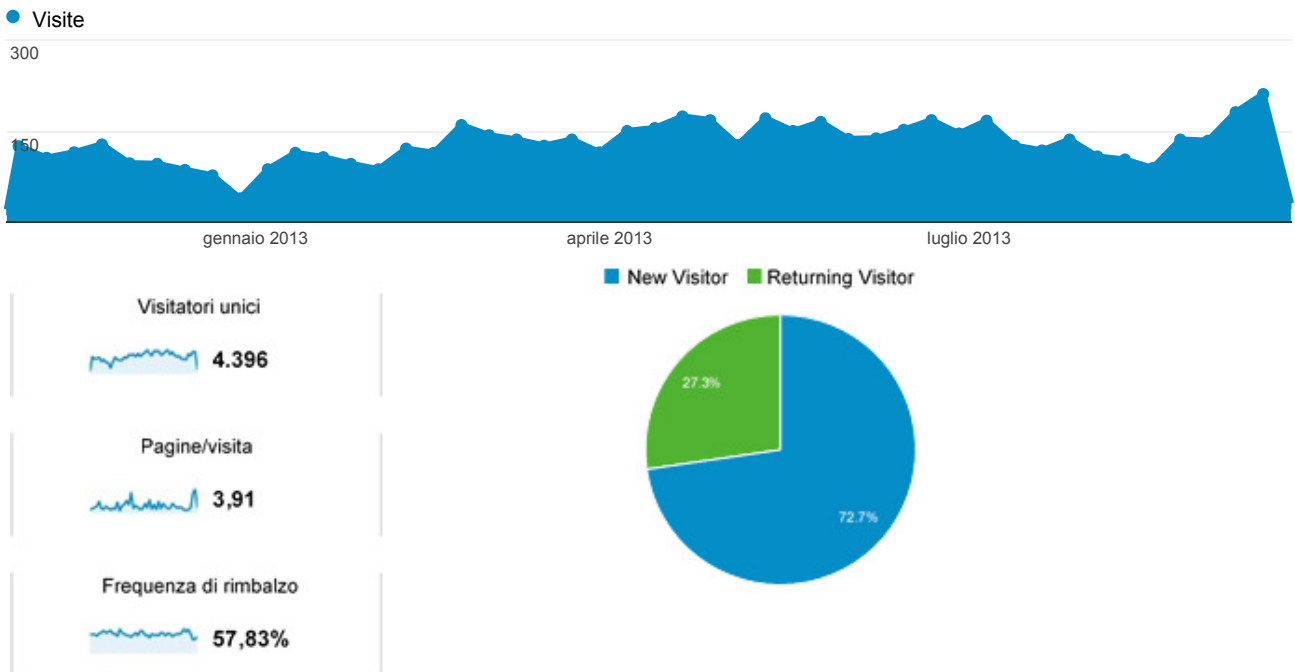 Visite
300
150
gennaio 2013 aprile 2013 luglio 2013
New Visitor Returning Visitor
Visitatori unici
4.396
Pagine/visita
3,91
Frequenza di rimbalzo
57,83%
27.3%
72.7%